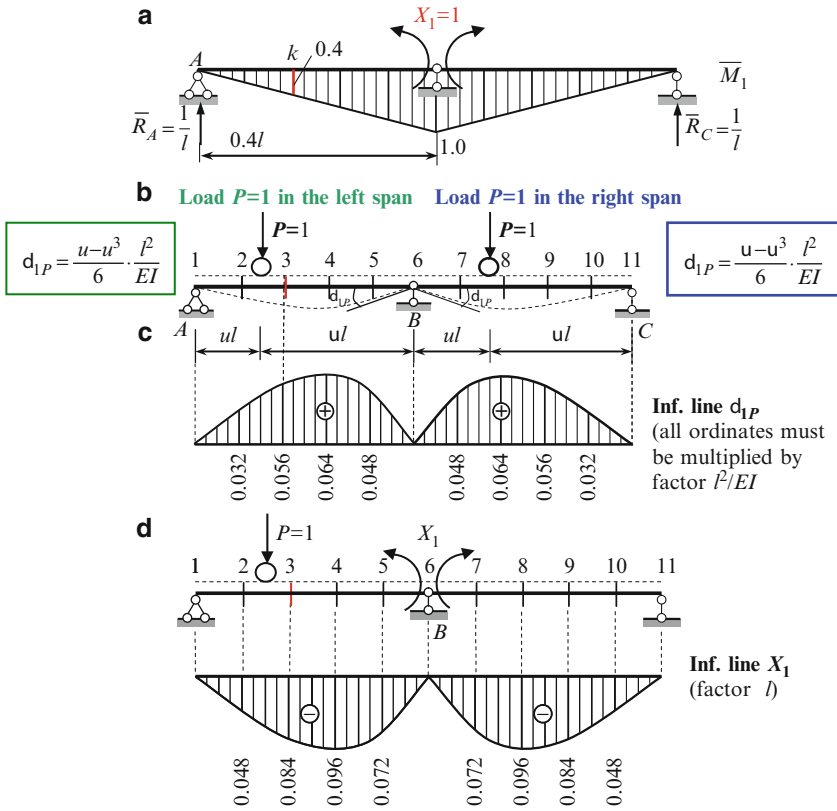 a
X₁=1
A
k
0.4
M̅₁
R̅_A = 1/l
0.4l
1.0
R̅_C = 1/l
b
Load P=1 in the left span
Load P=1 in the right span
P=1
P=1
d₁P = (u−u³)/6 · l²/EI
d₁P = (u−u³)/6 · l²/EI
1 2 3 4 5 6 7 8 9 10 11
d₁P
d₁P
A
B
C
c
ul
ul
ul
ul
+
+
Inf. line d₁P
(all ordinates must
be multiplied by
factor l²/EI
0.032 0.056 0.064 0.048 0.048 0.064 0.056 0.032
d
P=1
X₁
1 2 3 4 5 6 7 8 9 10 11
B
Inf. line X₁
(factor l)
−
−
0.048 0.084 0.096 0.072 0.072 0.096 0.084 0.048